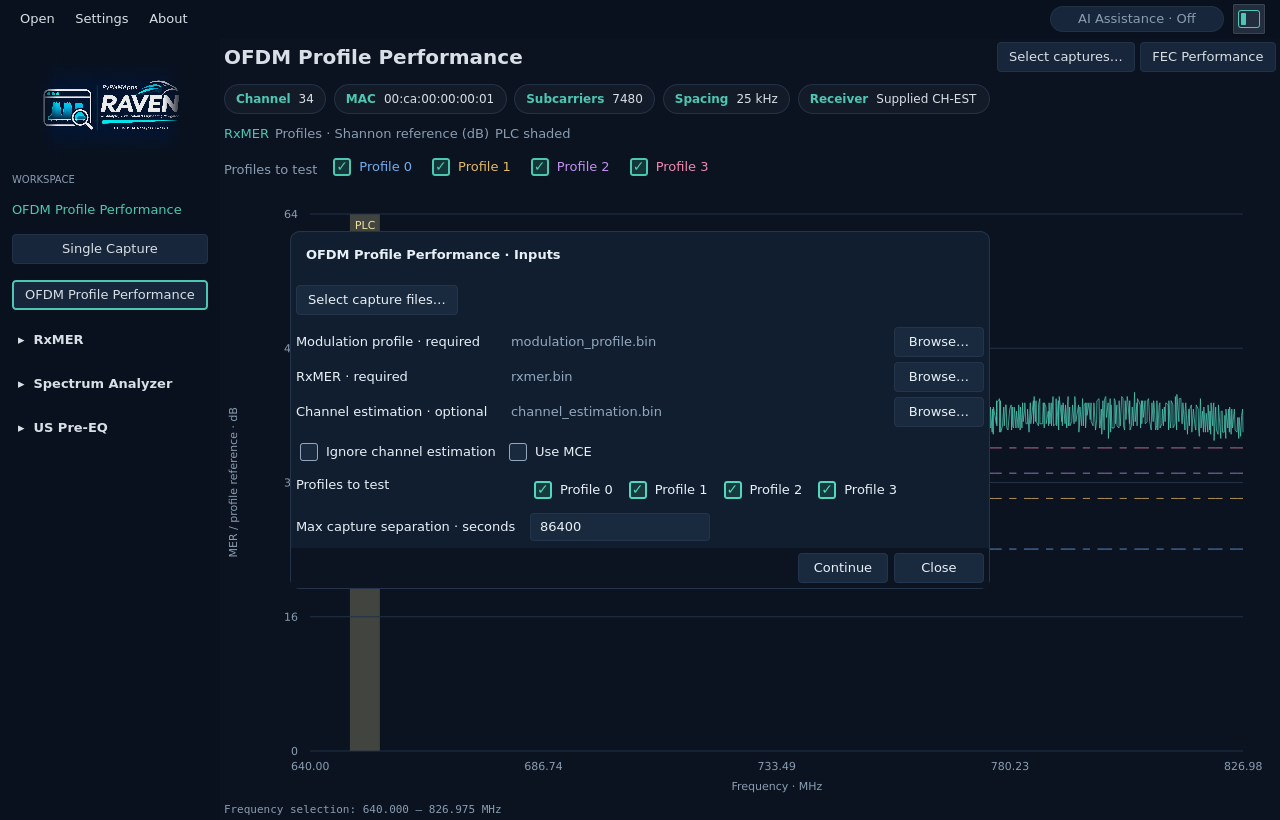 Open Settings About AI Assistance · Off
OFDM Profile Performance Select captures... FEC Performance
RAVEN
Channel 34 MAC 00:ca:00:00:00:01 Subcarriers 7480 Spacing 25 kHz Receiver Supplied CH-EST
RxMER Profiles · Shannon reference (dB) PLC shaded
Profiles to test ✓ Profile 0 ✓ Profile 1 ✓ Profile 2 ✓ Profile 3
WORKSPACE
OFDM Profile Performance
Single Capture
OFDM Profile Performance
▸ RxMER
▸ Spectrum Analyzer
▸ US Pre-EQ
64
PLC
OFDM Profile Performance · Inputs
Select capture files...
Modulation profile · required modulation_profile.bin Browse...
4
RxMER · required rxmer.bin Browse...
Channel estimation · optional channel_estimation.bin Browse...
Ignore channel estimation Use MCE
3
Profiles to test ✓ Profile 0 ✓ Profile 1 ✓ Profile 2 ✓ Profile 3
Max capture separation · seconds 86400
Continue Close
MER / profile reference · dB
16
0
640.00 686.74 733.49 780.23 826.98
Frequency · MHz
Frequency selection: 640.000 – 826.975 MHz